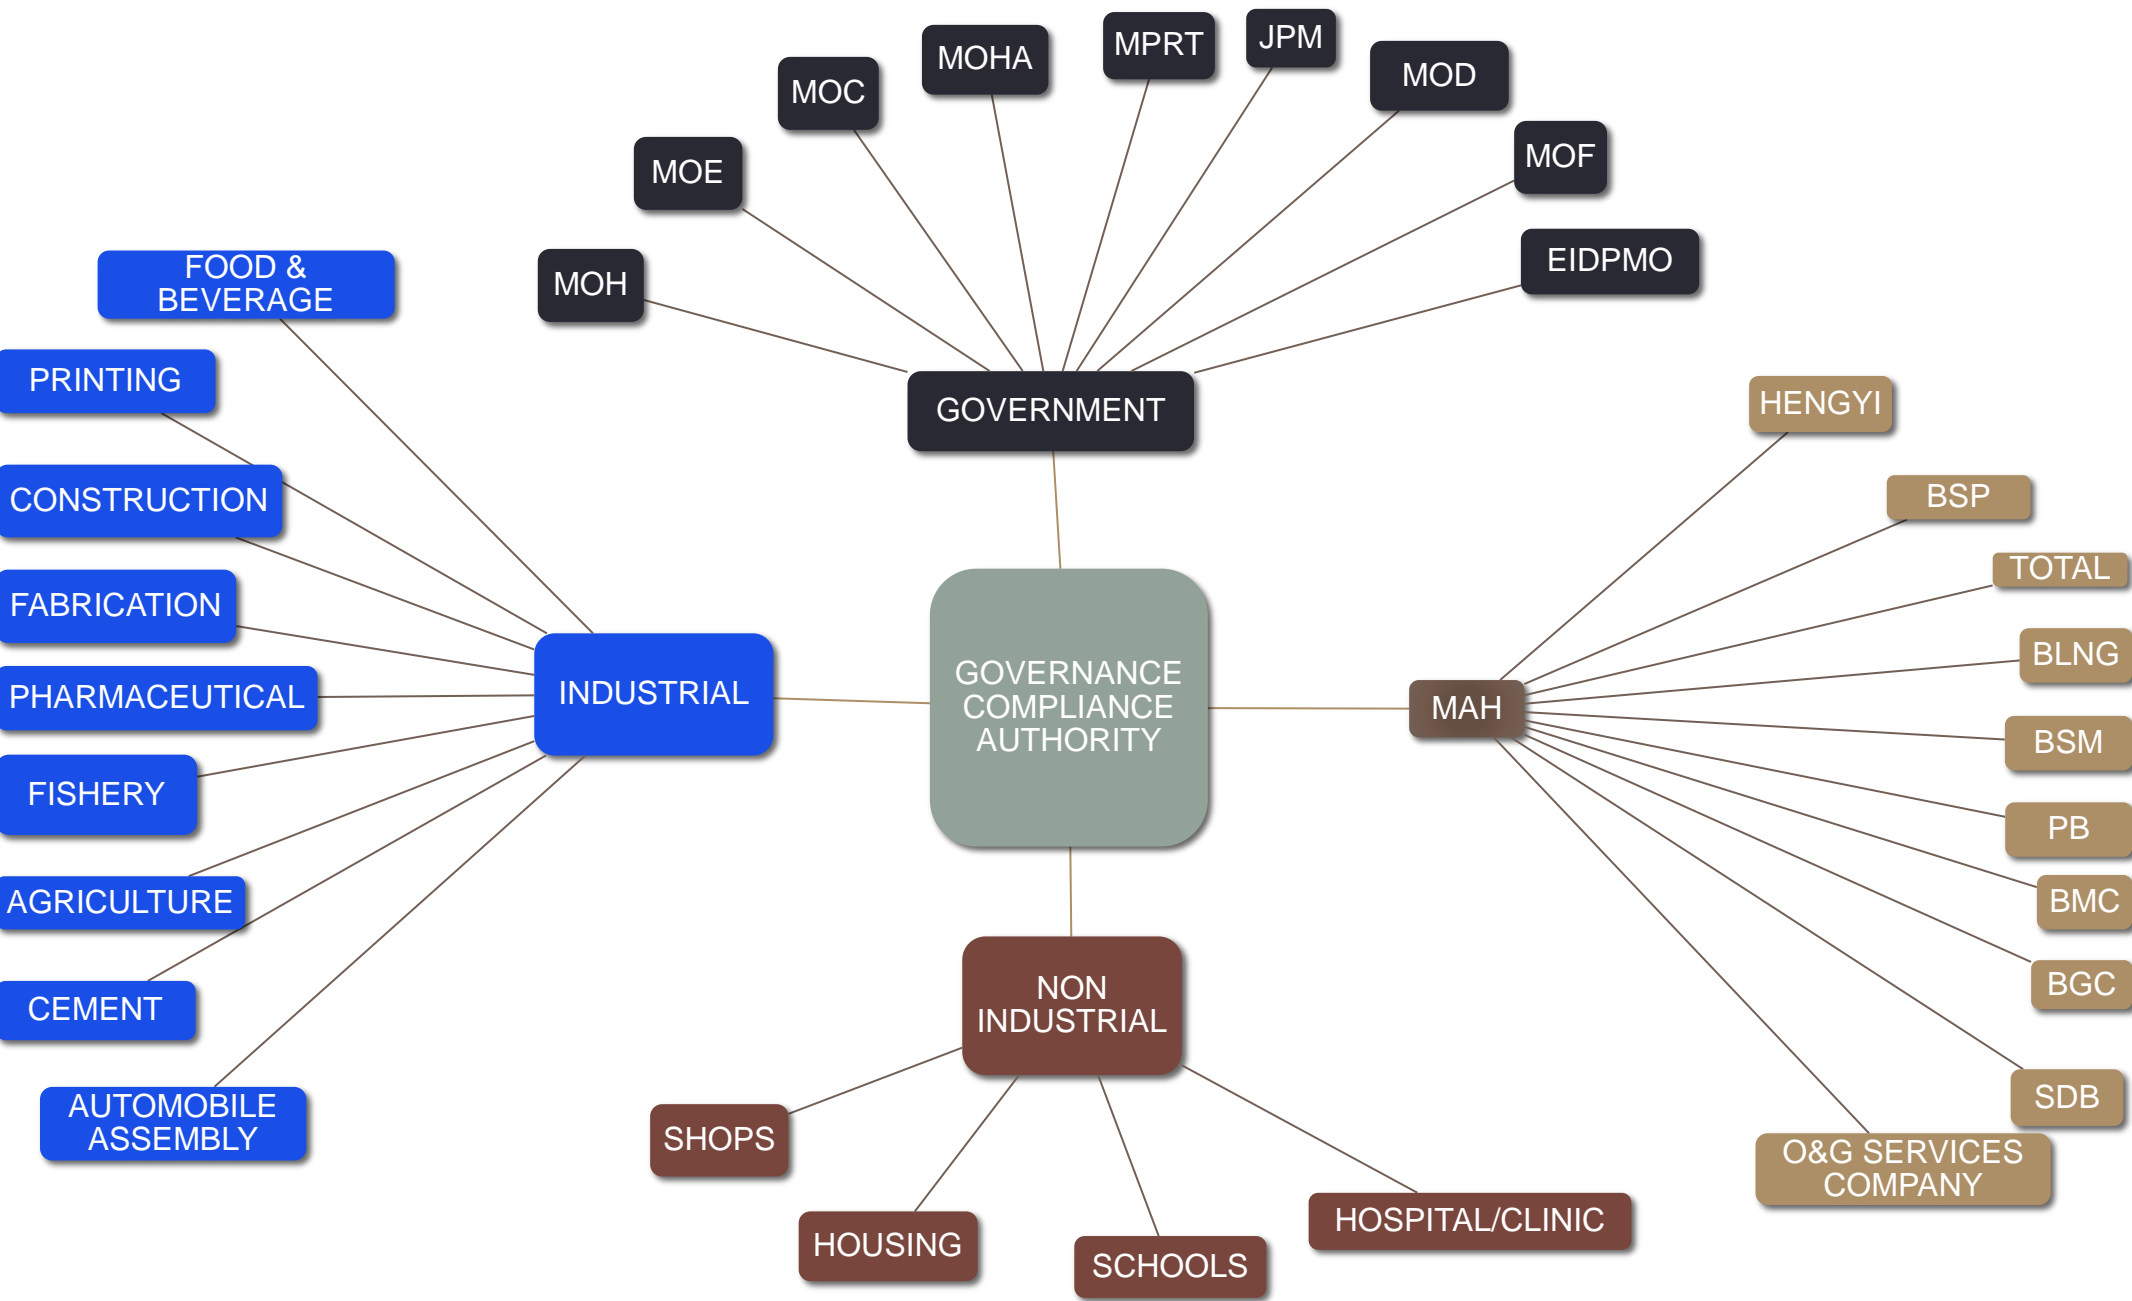 JPM
MPRT
MOHA
MOD
MOC
MOF
MOE
EIDPMO
MOH
FOOD &
BEVERAGE
PRINTING
GOVERNMENT
HENGYI
CONSTRUCTION
BSP
TOTAL
FABRICATION
BLNG
PHARMACEUTICAL
INDUSTRIAL
GOVERNANCE
COMPLIANCE
AUTHORITY
MAH
BSM
FISHERY
PB
AGRICULTURE
BMC
CEMENT
NON
INDUSTRIAL
BGC
AUTOMOBILE
ASSEMBLY
SHOPS
SDB
O&G SERVICES
COMPANY
HOUSING
SCHOOLS
HOSPITAL/CLINIC